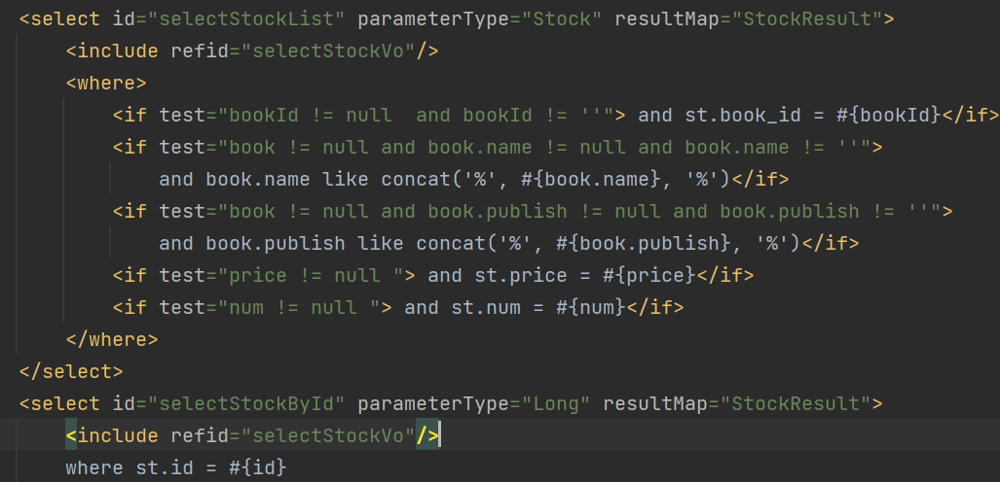 <select id="selectStockList" parameterType="Stock" resultMap="StockResult">
<include refid="selectStockVo"/>
<where>
<if test="bookId != null  and bookId != ''"> and st.book_id = #{bookId}</if>
<if test="book != null and book.name != null and book.name != ''">
and book.name like concat('%', #{book.name}, '%')</if>
<if test="book != null and book.publish != null and book.publish != ''">
and book.publish like concat('%', #{book.publish}, '%')</if>
<if test="price != null "> and st.price = #{price}</if>
<if test="num != null "> and st.num = #{num}</if>
</where>
</select>
<select id="selectStockById" parameterType="Long" resultMap="StockResult">
<include refid="selectStockVo"/>
where st.id = #{id}